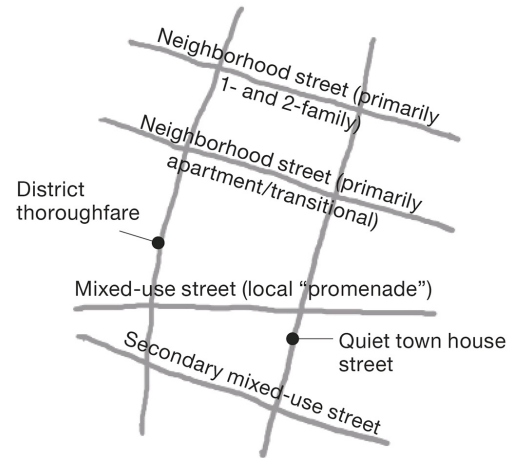 Neighborhood street (primarily
1- and 2-family)
Neighborhood street (primarily
apartment/transitional)
District
thoroughfare
Mixed-use street (local “promenade”)
Quiet town house
street
Secondary mixed-use street